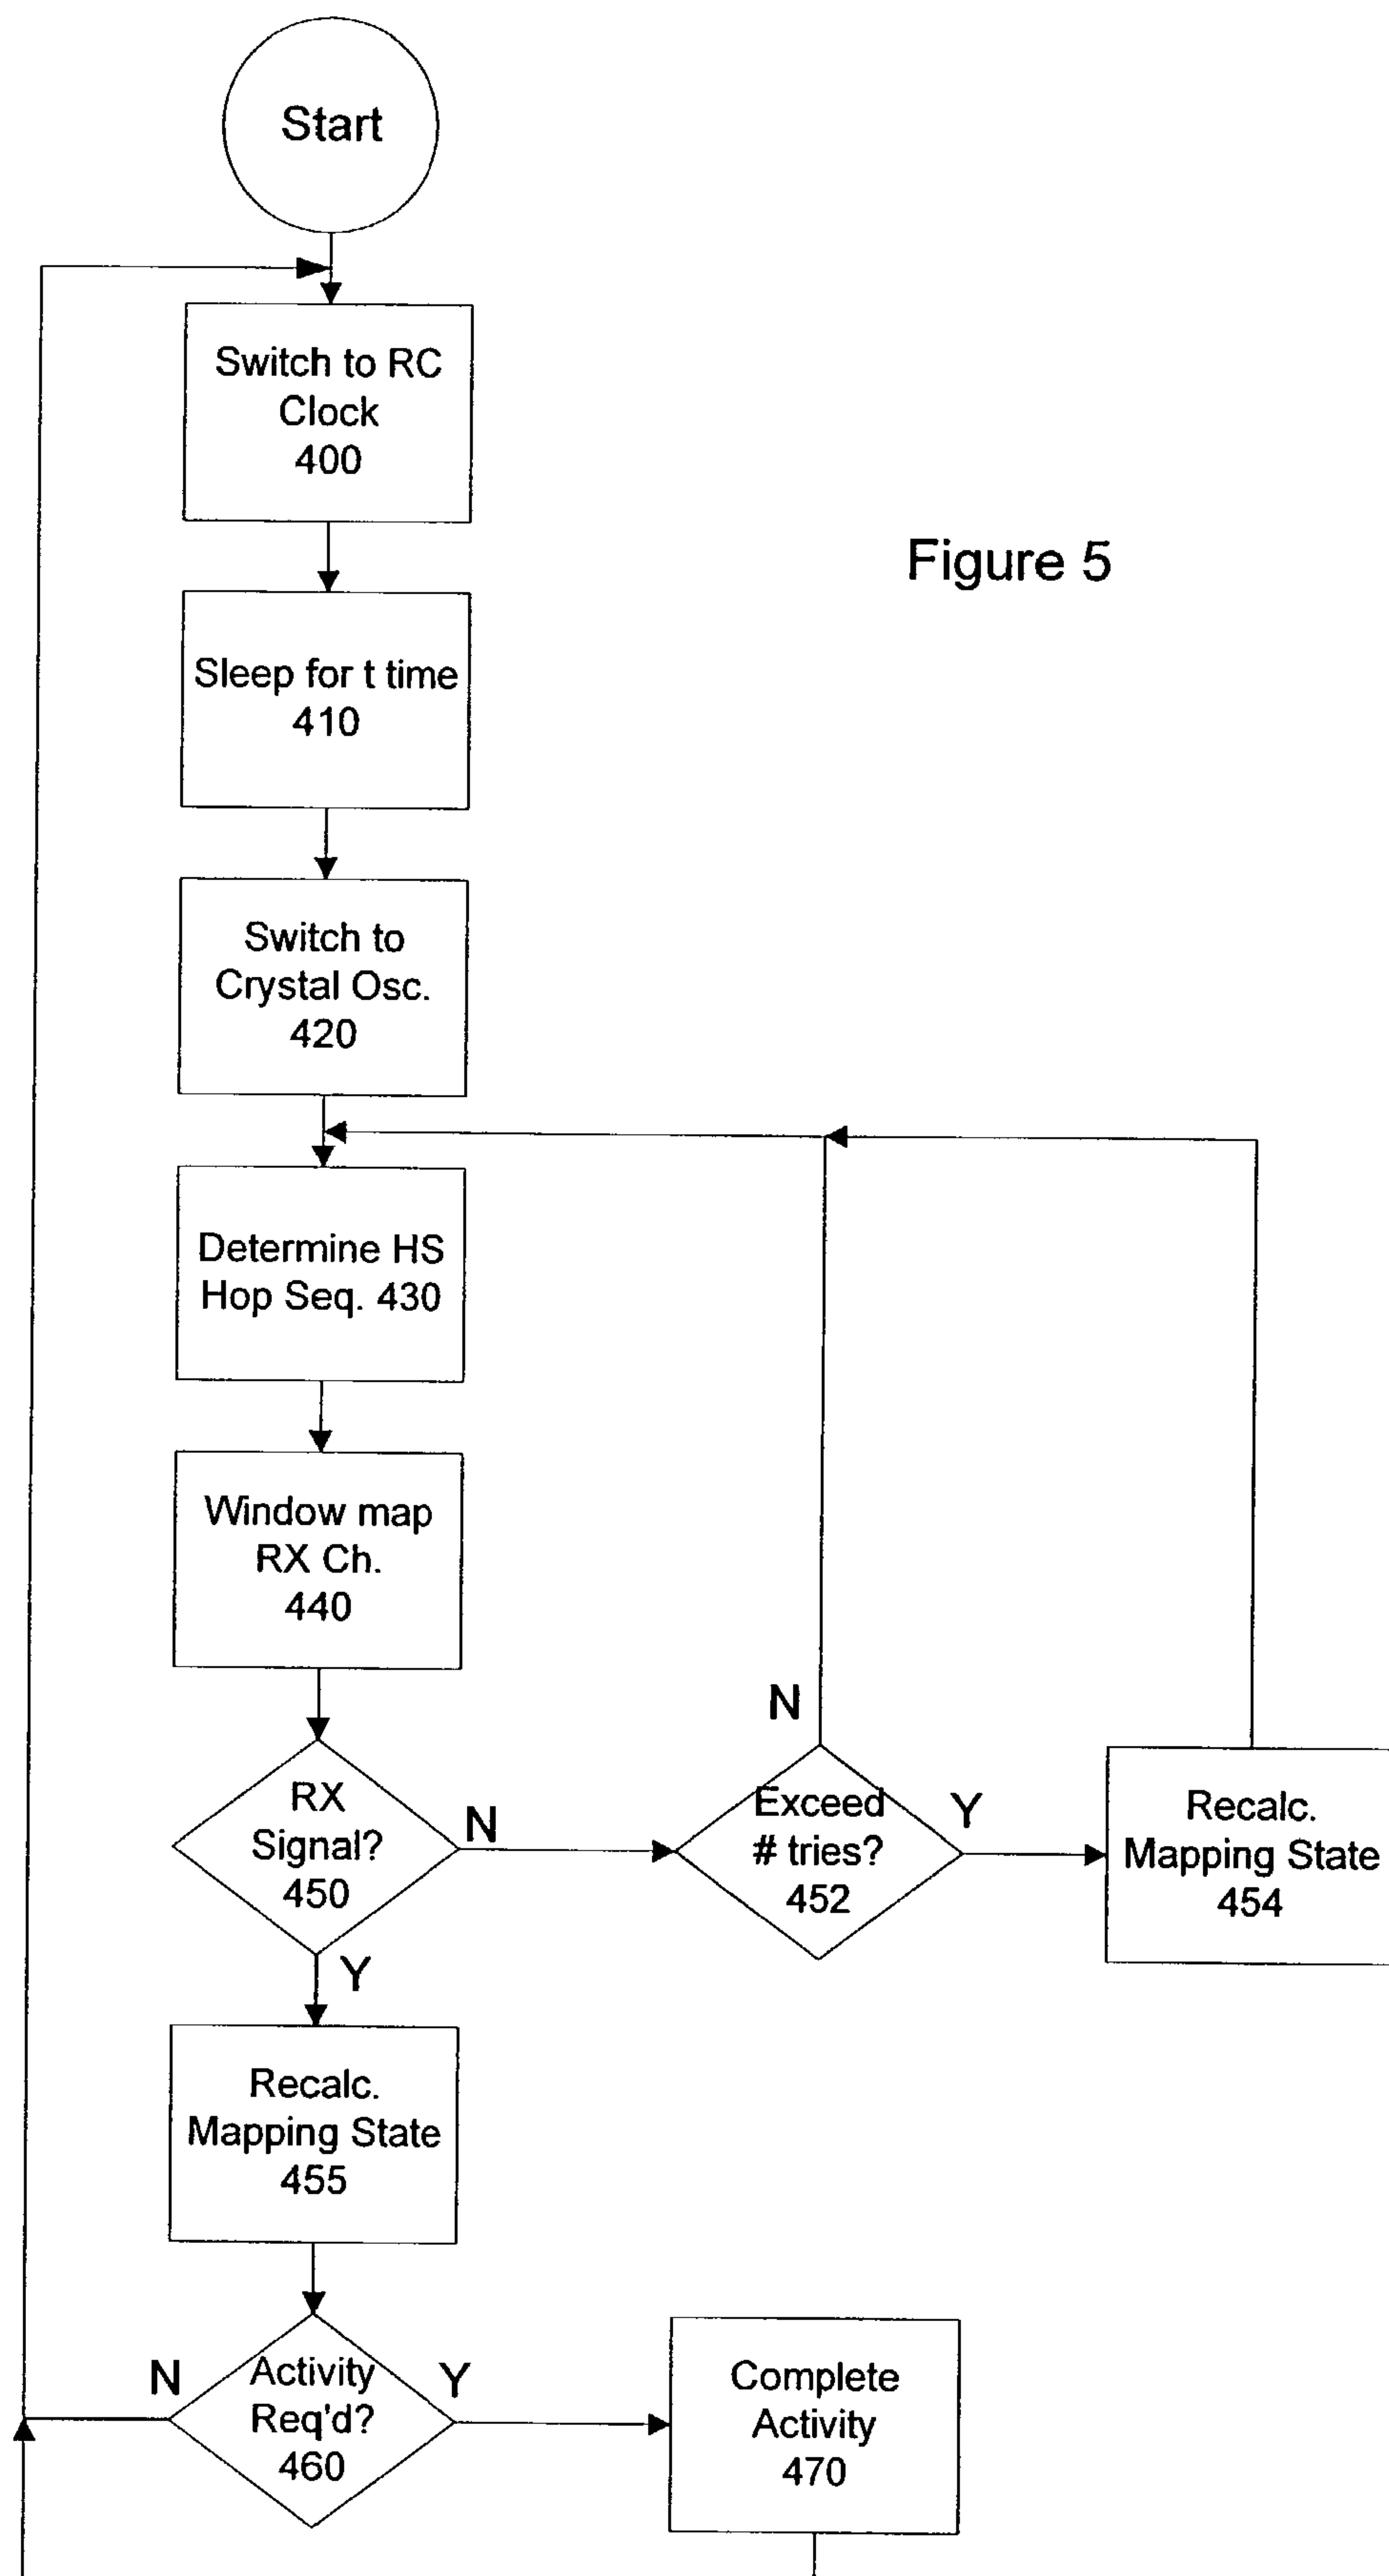 Start
Switch to RC
Clock
400
Figure 5
Sleep for t time
410
Switch to
Crystal Osc.
420
Determine HS
Hop Seq. 430
Window map
RX Ch.
440
RX
Signal?
450
N
Y
N
Exceed
# tries?
452
Y
Recalc.
Mapping State
454
Recalc.
Mapping State
455
N
Activity
Req'd?
460
Y
Complete
Activity
470